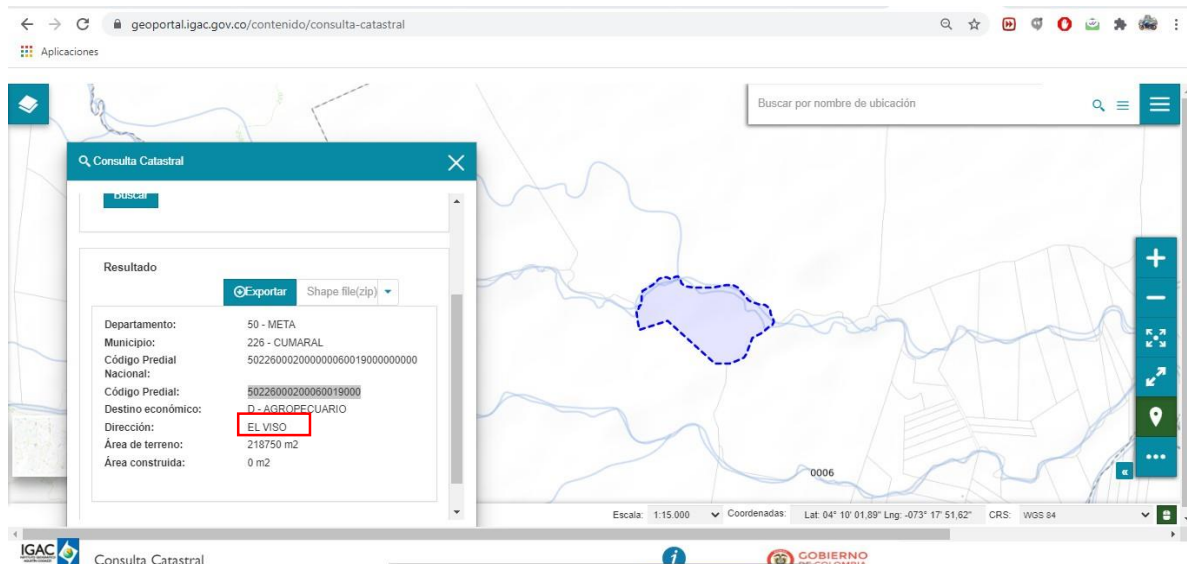 geoportal.igac.gov.co/contenido/consulta-catastral
Aplicaciones
Buscar por nombre de ubicación
Consulta Catastral
Buscar
Resultado
Exportar Shape file(zip)
Departamento: 50 - META
Municipio: 226 - CUMARAL
Código Predial Nacional: 502260002000000060019000000000
Código Predial: 50226000200060019000
Destino económico: D - AGROPECUARIO
Dirección: EL VISO
Área de terreno: 218750 m2
Área construida: 0 m2
0006
Escala: 1:15.000 Coordenadas: Lat: 04° 10' 01,89" Lng: -073° 17' 51,62" CRS: WGS 84
IGAC
Consulta Catastral
GOBIERNO
DE COLOMBIA